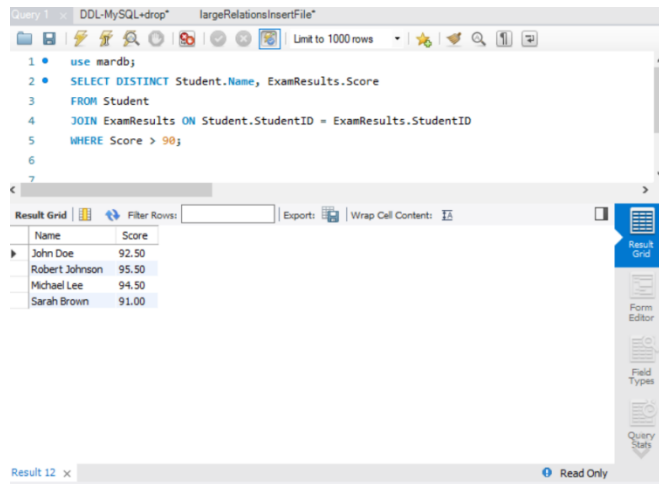 Query 1 DDL-MySQL+drop* largeRelationsInsertFile*
Limit to 1000 rows
1 use mardb;
2 SELECT DISTINCT Student.Name, ExamResults.Score
3 FROM Student
4 JOIN ExamResults ON Student.StudentID = ExamResults.StudentID
5 WHERE Score > 90;
6
7
Result Grid Filter Rows: Export: Wrap Cell Content: IA
Name Score
John Doe 92.50
Robert Johnson 95.50
Michael Lee 94.50
Sarah Brown 91.00
Result
Grid
Form
Editor
Field
Types
Query
Stats
Result 12 Read Only